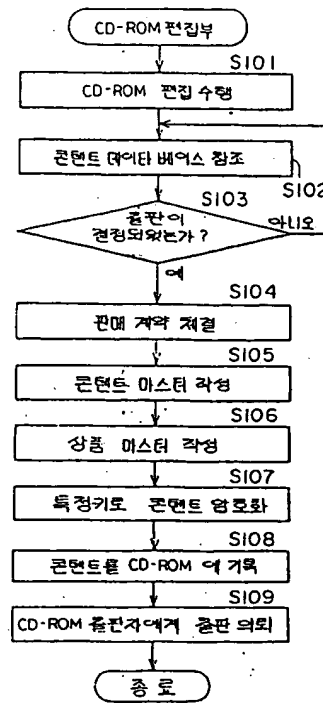 CD-ROM 편집부
S101
CD-ROM 편집 수행
콘텐트 데이타 베이스 참조
S102
S103
출판이
결정되었는가?
아니오
예
S104
판매 계약 체결
S105
콘텐트 마스터 작성
S106
상품 마스터 작성
S107
특정키로 콘텐트 암호화
S108
콘텐트를 CD-ROM 에 기록
S109
CD-ROM 출판자에게 출판 의뢰
종료